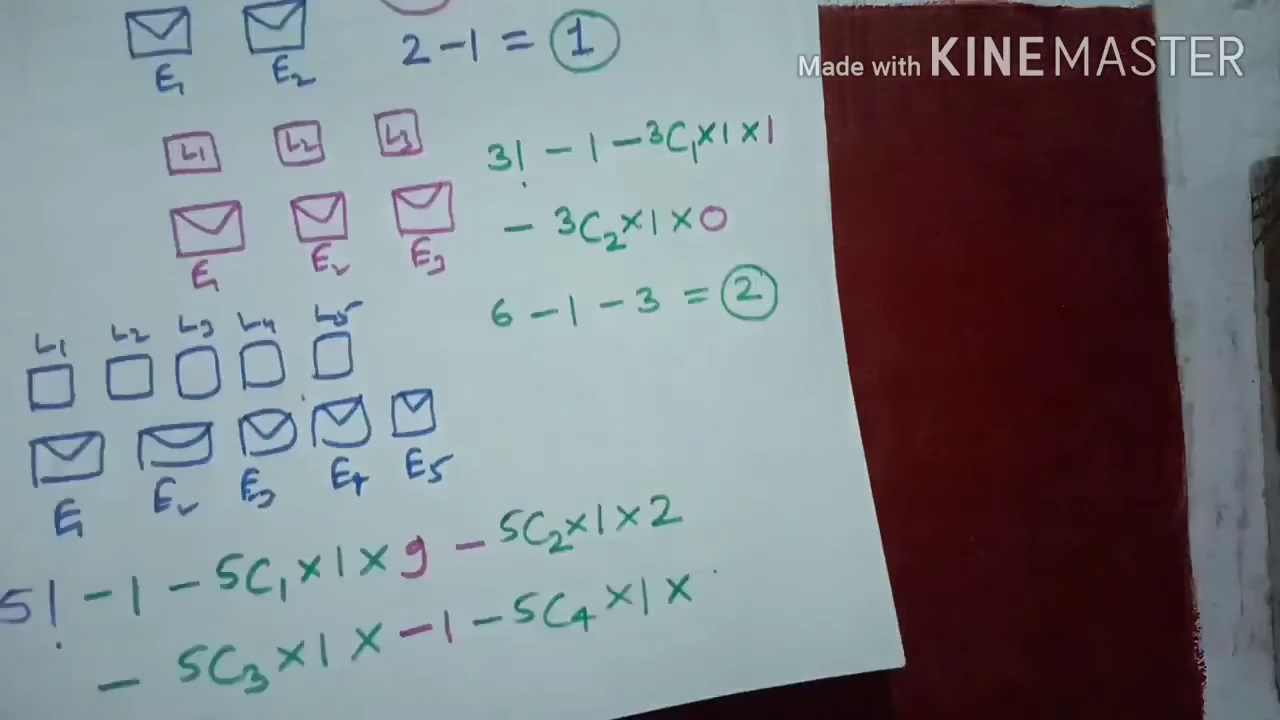 Made with KINEMASTER
E1 E2 2 - 1 = 1
L1 L2 L3
3! - 1 - 3C1 × 1 × 1
- 3C2 × 1 × 0
E1 E2 E3
6 - 1 - 3 = 2
L1 L2 L3 L4 L5
E1 E2 E3 E4 E5
5! - 1 - 5C1 × 1 × 9 - 5C2 × 1 × 2
- 5C3 × 1 × - 1 - 5C4 × 1 ×